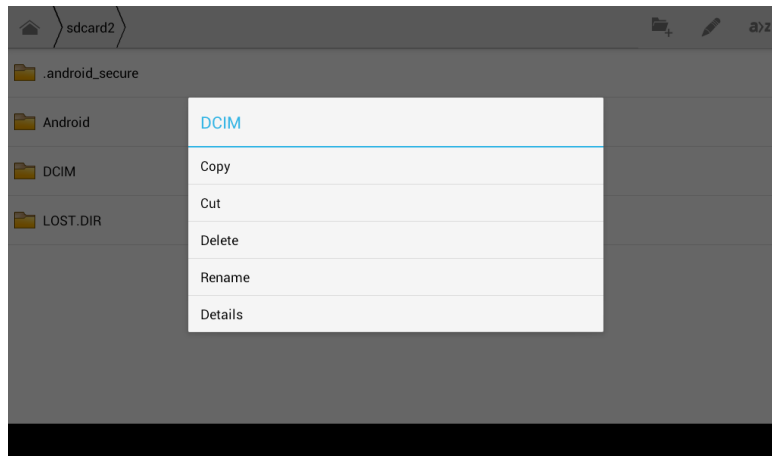 sdcard2
a>z
.android_secure
Android
DCIM
LOST.DIR
DCIM
Copy
Cut
Delete
Rename
Details